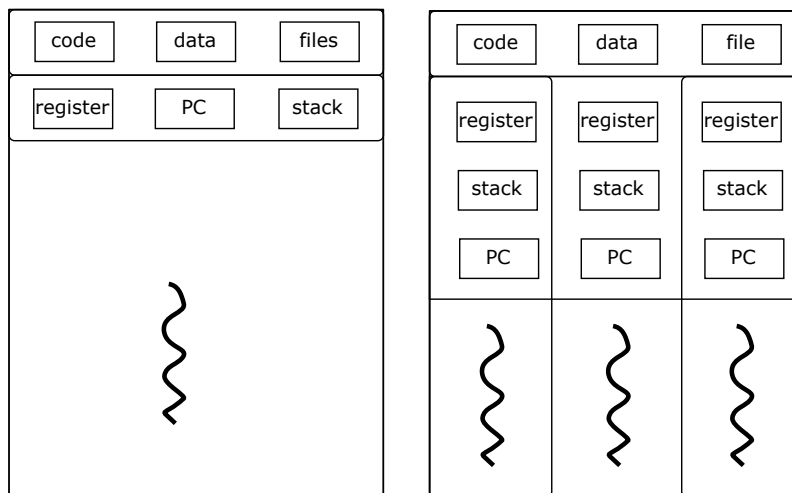 code data files
register PC stack
code data file
register register register
stack stack stack
PC PC PC